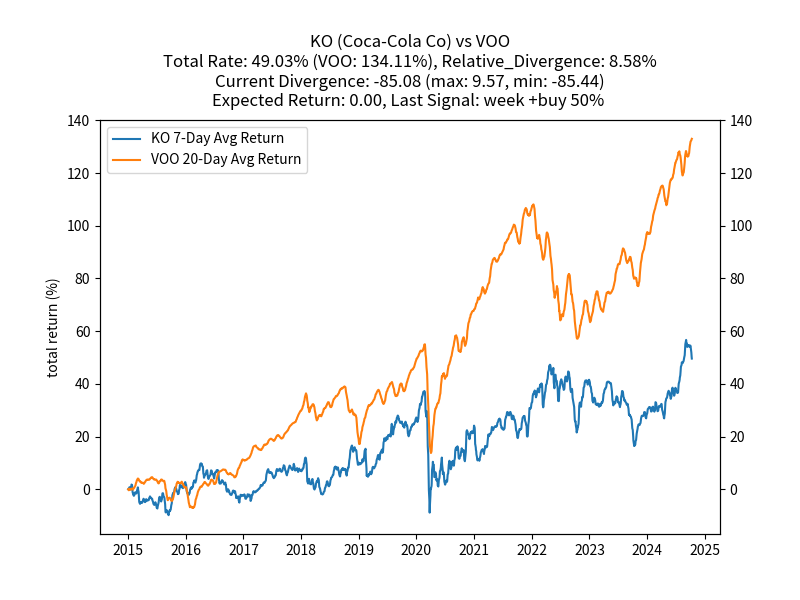 KO (Coca-Cola Co) vs VOO
Total Rate: 49.03% (VOO: 134.11%), Relative_Divergence: 8.58%
Current Divergence: -85.08 (max: 9.57, min: -85.44)
Expected Return: 0.00, Last Signal: week +buy 50%
KO 7-Day Avg Return
VOO 20-Day Avg Return
total return (%)
140
120
100
80
60
40
20
0
140
120
100
80
60
40
20
0
2015 2016 2017 2018 2019 2020 2021 2022 2023 2024 2025